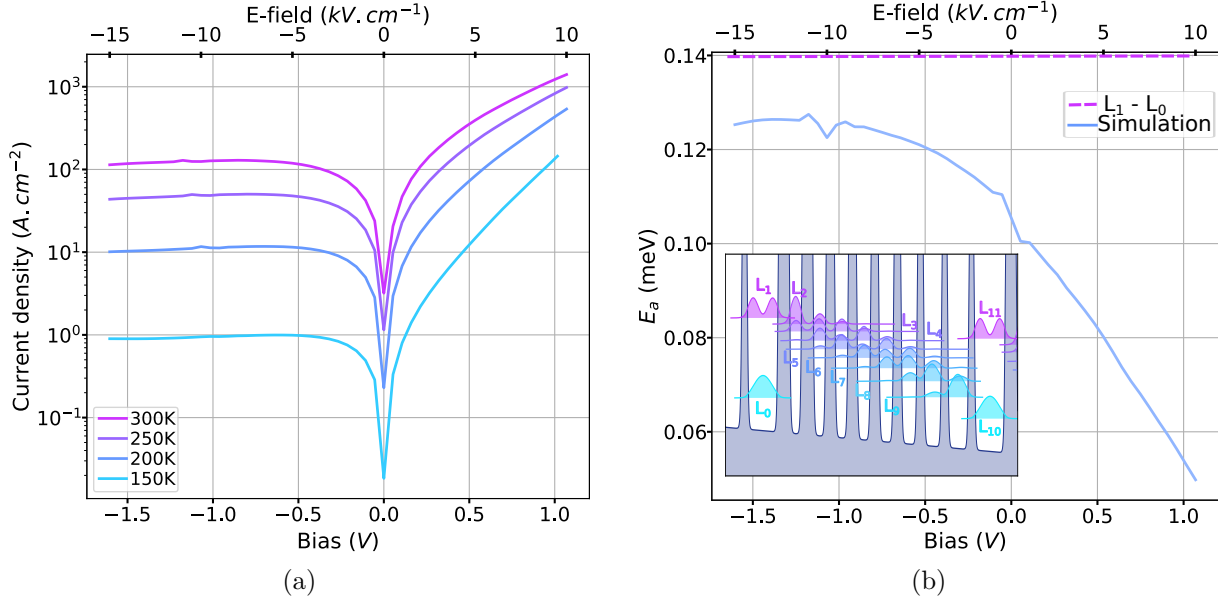 E-field (kV.cm⁻¹)
−15 −10 −5 0 5 10
Current density (A.cm⁻²)
10³
10²
10¹
10⁰
10⁻¹
300K
250K
200K
150K
−1.5 −1.0 −0.5 0.0 0.5 1.0
Bias (V)
(a)
E-field (kV.cm⁻¹)
−15 −10 −5 0 5 10
Eₐ (meV)
0.14
0.12
0.10
0.08
0.06
L₁ - L₀
Simulation
L₁ L₂ L₃ L₄ L₁₁
L₅ L₆ L₇ L₈ L₉
L₀ L₁₀
−1.5 −1.0 −0.5 0.0 0.5 1.0
Bias (V)
(b)